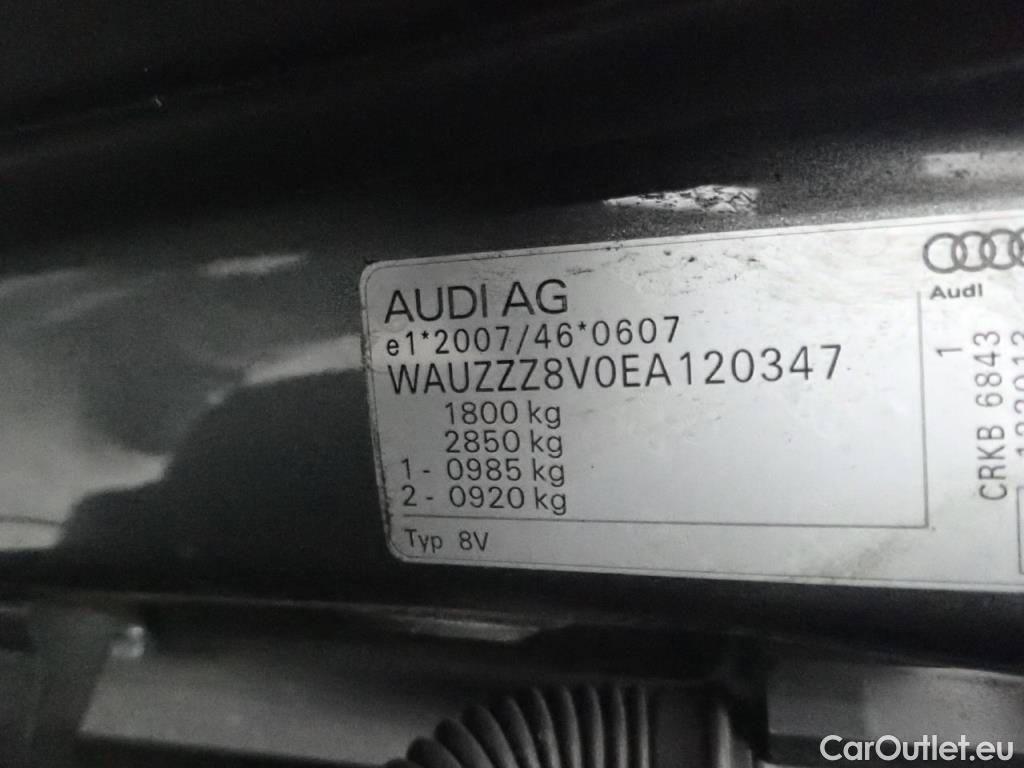 AUDI AG
e1*2007/46*0607
WAUZZZ8V0EA120347
1800 kg
2850 kg
1 - 0985 kg
2 - 0920 kg
Typ 8V
Audi
1
CRKB 6843
CarOutlet.eu